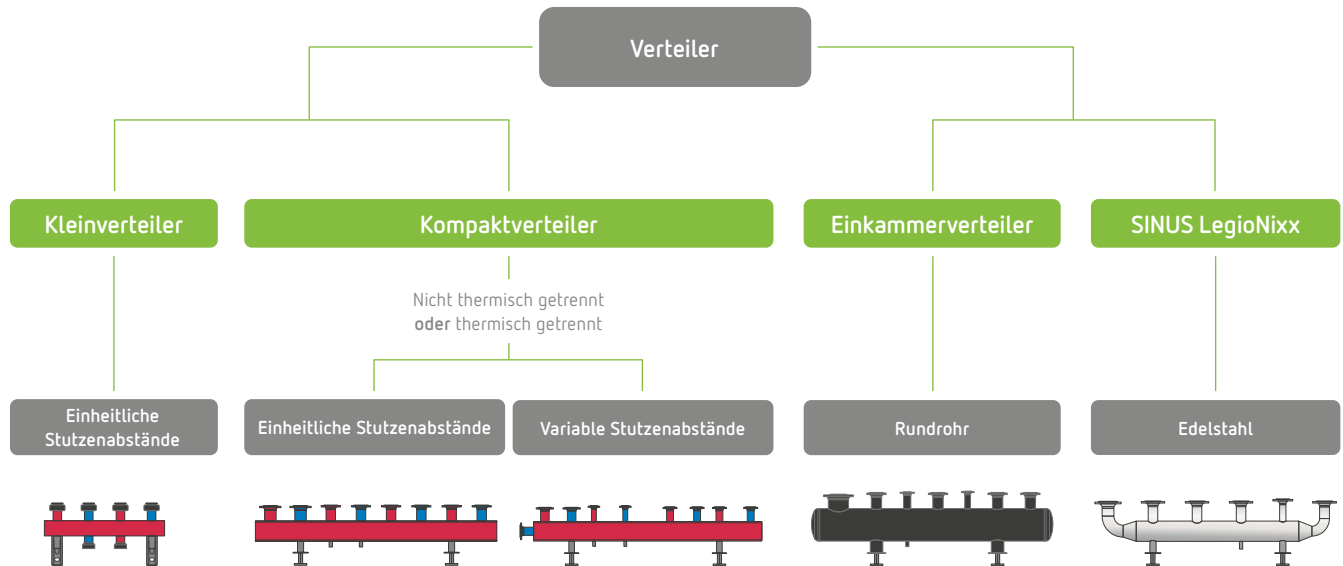 Verteiler
Kleinverteiler
Kompaktverteiler
Einkammerverteiler
SINUS LegioNixx
Nicht thermisch getrennt
oder thermisch getrennt
Einheitliche
Stutzenabstände
Einheitliche Stutzenabstände
Variable Stutzenabstände
Rundrohr
Edelstahl